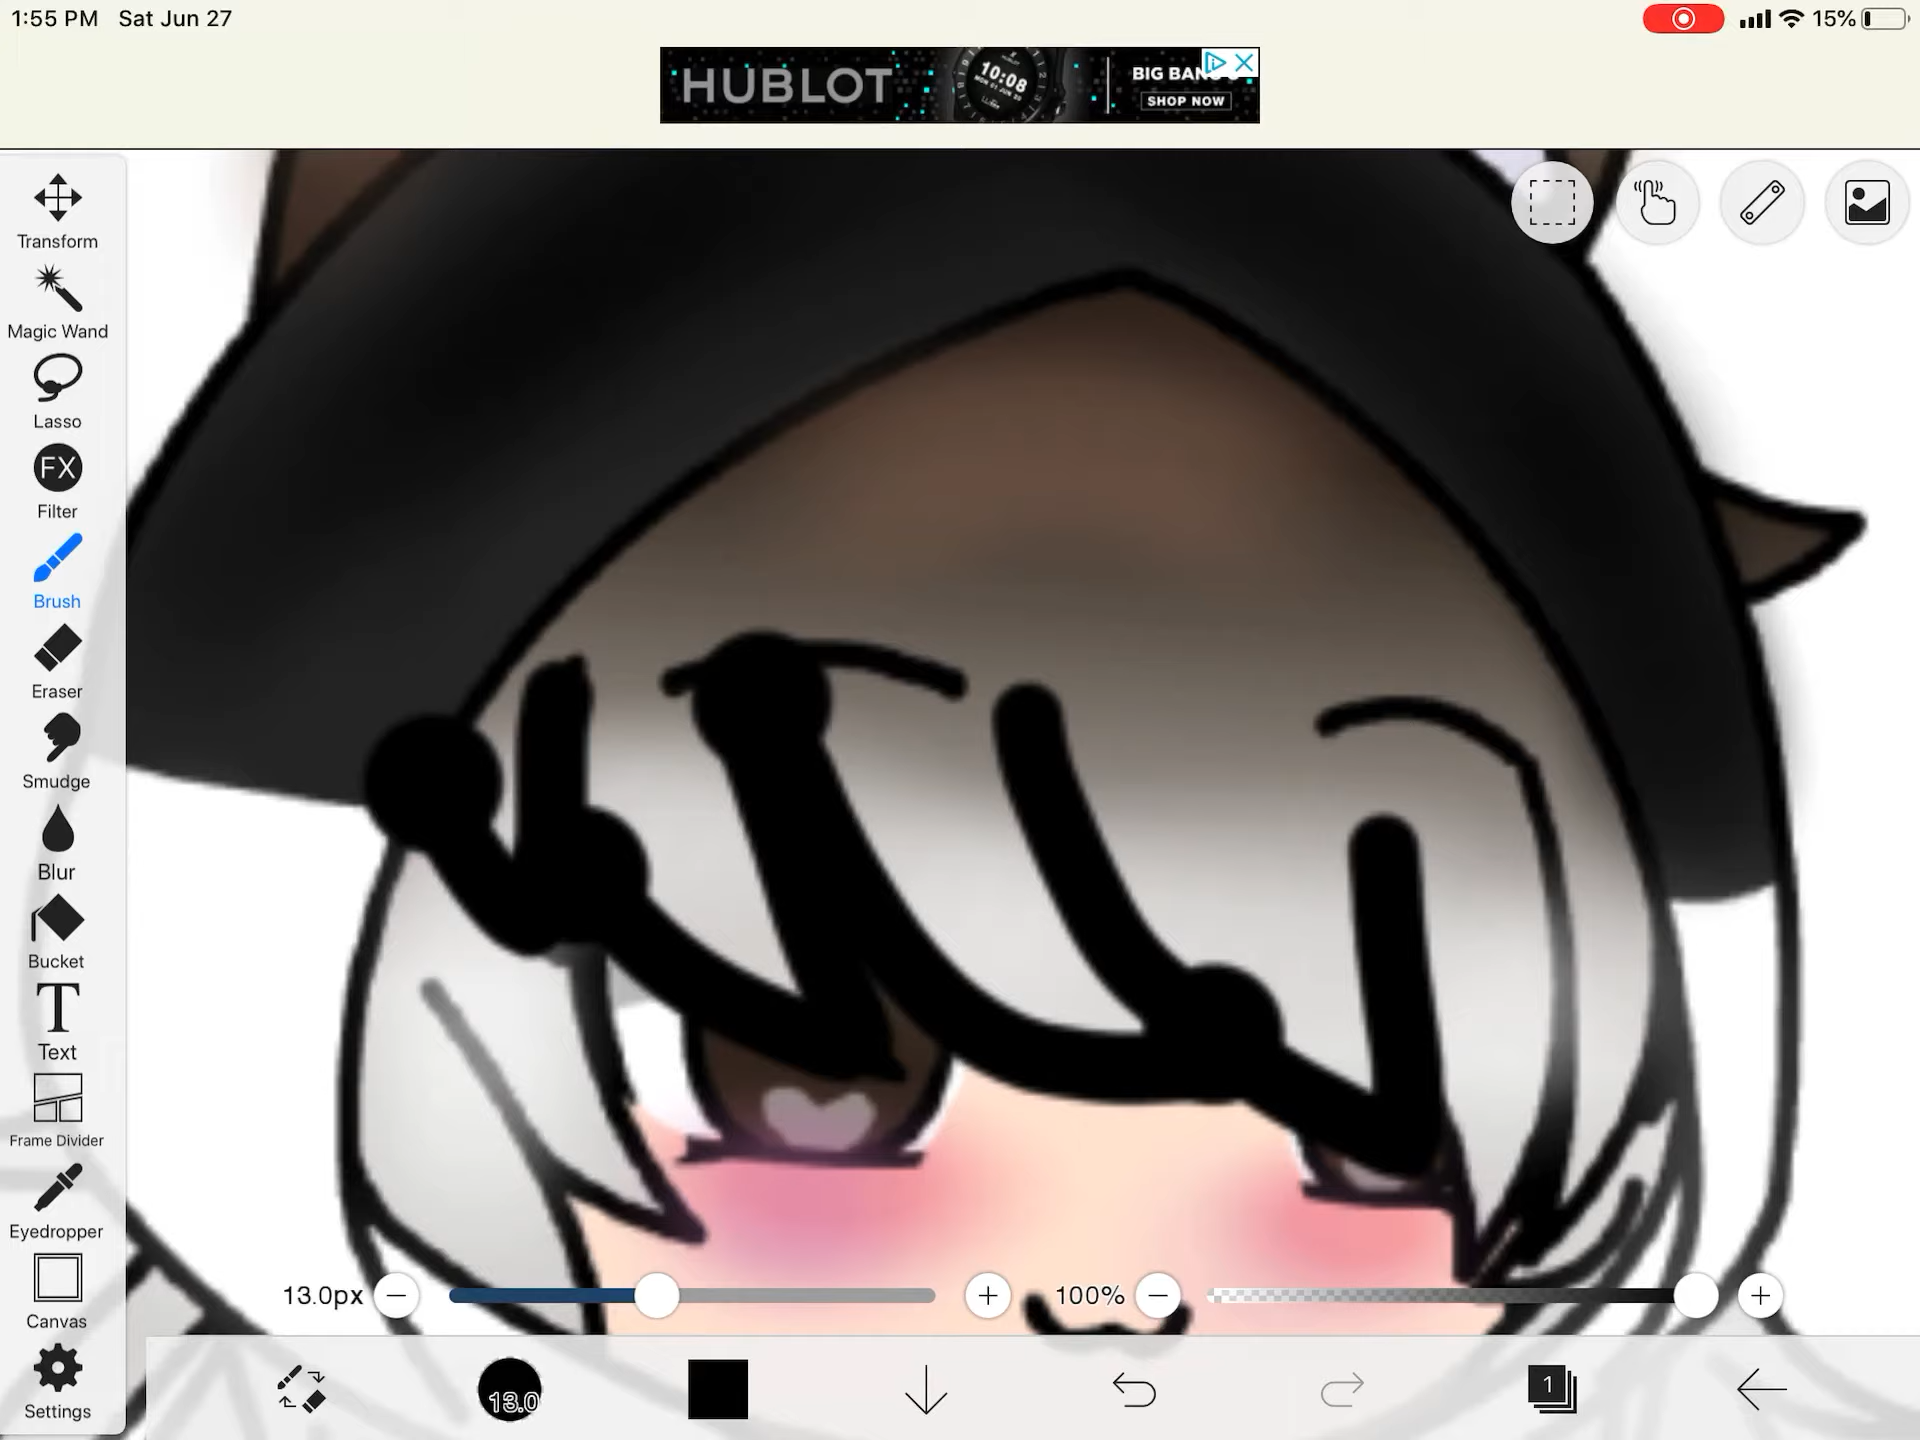 1:55 PM Sat Jun 27
15%
HUBLOT
10:08
BIG BANG
SHOP NOW
Transform
Magic Wand
Lasso
FX
Filter
Brush
Eraser
Smudge
Blur
Bucket
T
Text
Frame Divider
Eyedropper
Canvas
Settings
13.0px
100%
13.0
1